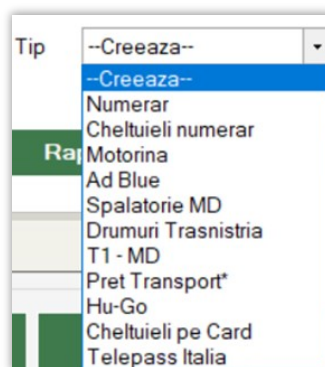 Tip --Creeaza--
--Creeaza--
Numerar
Cheltuieli numerar
Rap Motorina
Ad Blue
Spalatorie MD
Drumuri Trasnistria
T1 - MD
Pret Transport*
Hu-Go
Cheltuieli pe Card
Telepass Italia